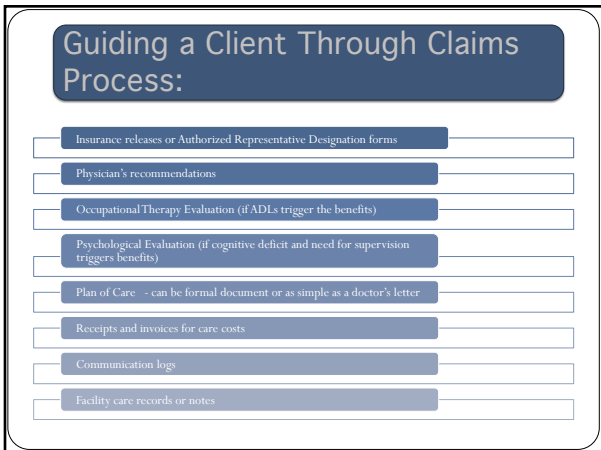 Guiding a Client Through Claims
Process:
Insurance releases or Authorized Representative Designation forms
Physician's recommendations
Occupational Therapy Evaluation (if ADLs trigger the benefits)
Psychological Evaluation (if cognitive deficit and need for supervision
triggers benefits)
Plan of Care - can be formal document or as simple as a doctor's letter
Receipts and invoices for care costs
Communication logs
Facility care records or notes